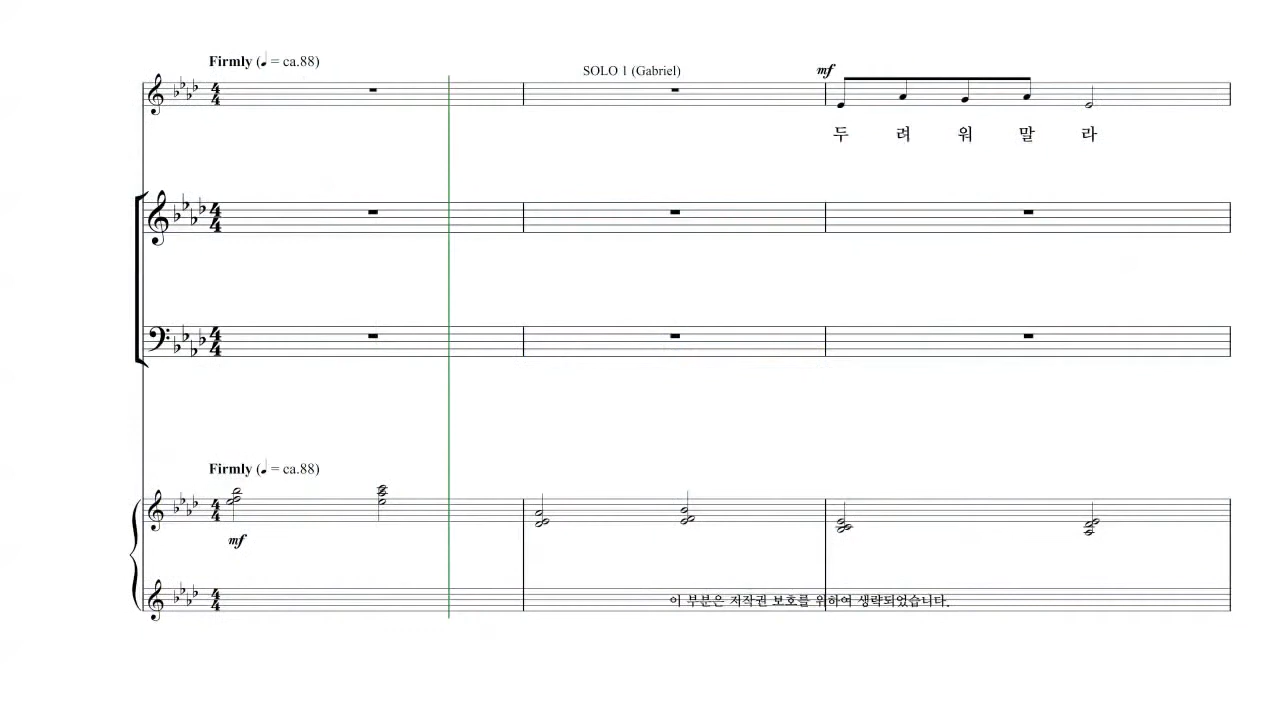 Firmly (♩ = ca.88)
SOLO 1 (Gabriel)
mf
두 려 워 말 라
Firmly (♩ = ca.88)
mf
이 부분은 저작권 보호를 위하여 생략되었습니다.